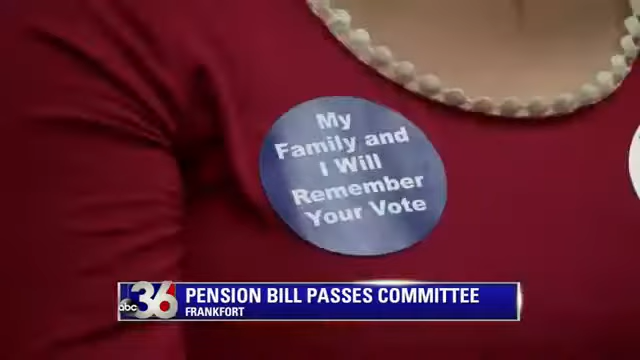 My
Family and
I Will
Remember
Your Vote
abc 36
PENSION BILL PASSES COMMITTEE
FRANKFORT